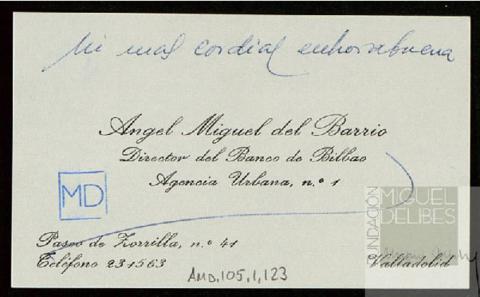 Mi mas cordial enhorabuena
Angel Miguel del Barrio
Director del Banco de Bilbao
Agencia Urbana, n.º 1
MD
FUNDACIÓN
MIGUEL
DELIBES
Paseo de Zorrilla, n.º 41
Teléfono 231563
Valladolid
AMD,105,1,123